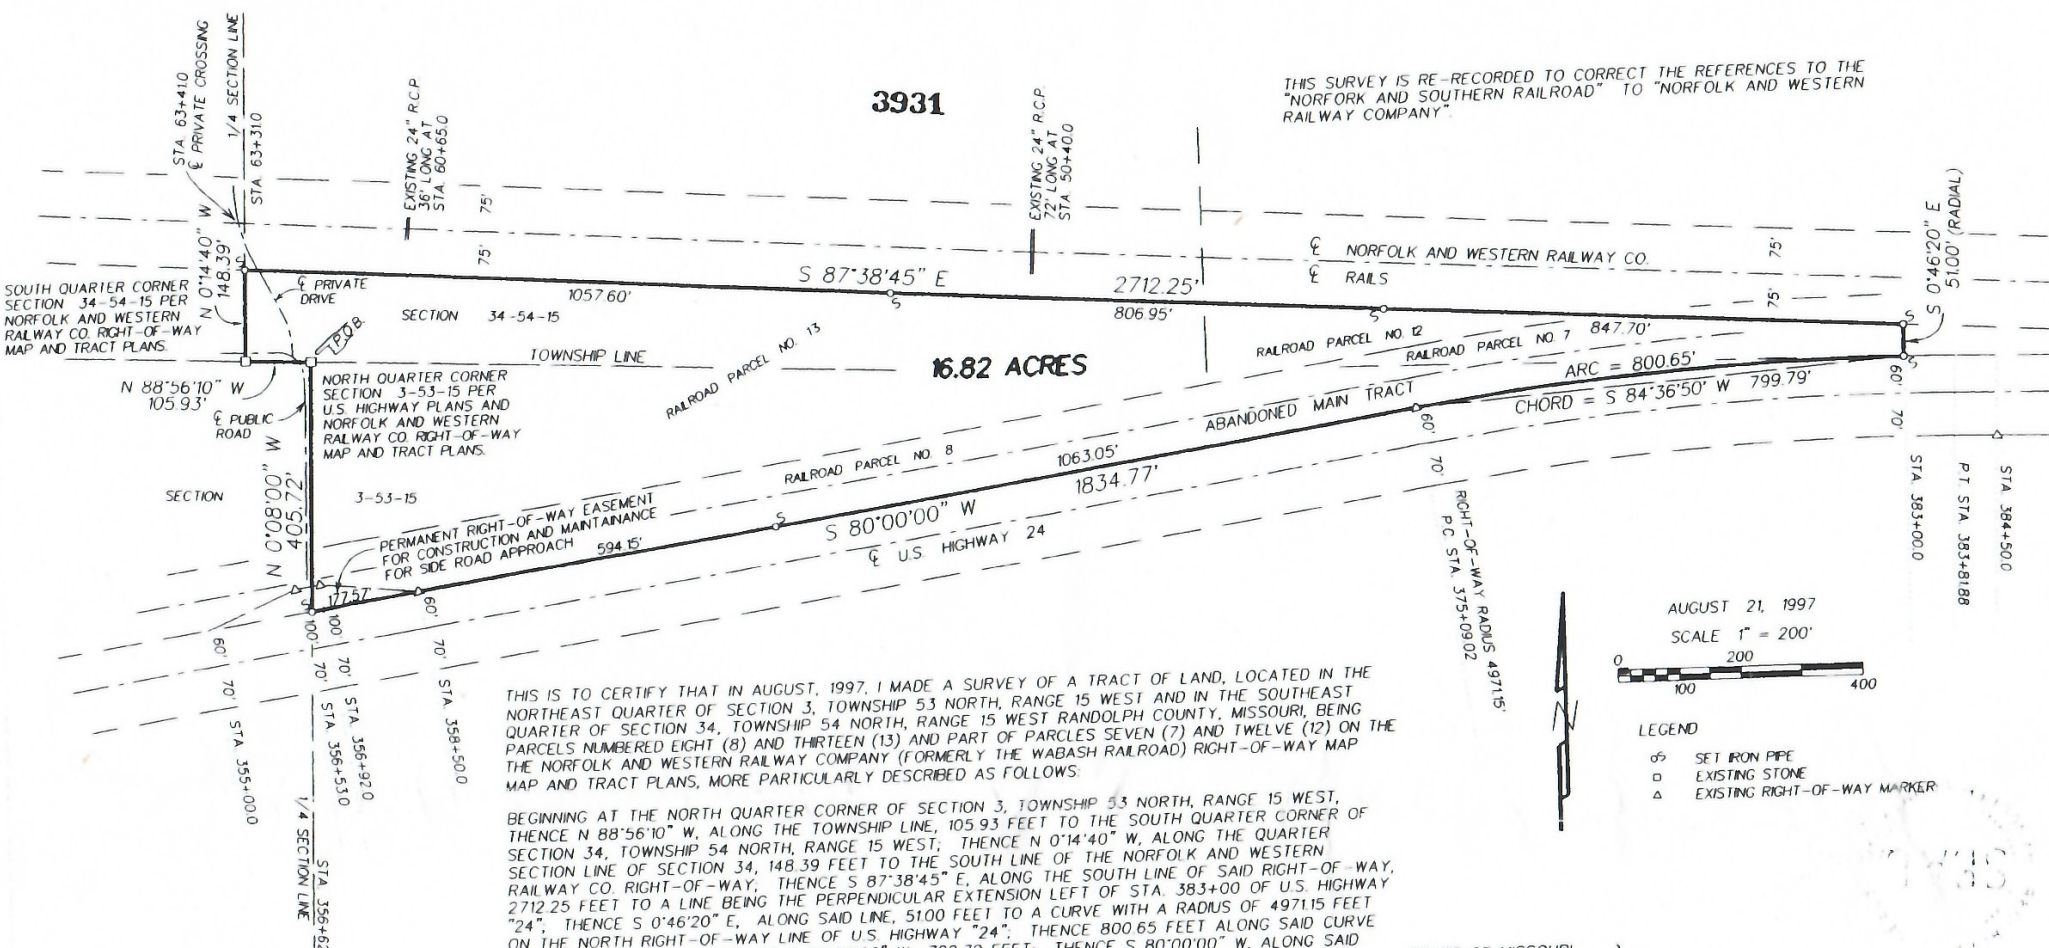 3931
THIS SURVEY IS RE-RECORDED TO CORRECT THE REFERENCES TO THE
"NORFORK AND SOUTHERN RAILROAD" TO "NORFOLK AND WESTERN
RAILWAY COMPANY".
STA. 63+41.0
℄ PRIVATE CROSSING
1/4 SECTION LINE
STA. 63+31.0
EXISTING 24" R.C.P.
36' LONG AT
STA. 60+65.0
75'
75'
EXISTING 24" R.C.P.
72' LONG AT
STA. 50+40.0
℄ NORFOLK AND WESTERN RAILWAY CO.
℄ RAILS
75'
75'
S 0°46'20" E
51.00' (RADIAL)
N 0°14'40" W
148.39'
SOUTH QUARTER CORNER
SECTION 34-54-15 PER
NORFOLK AND WESTERN
RAILWAY CO. RIGHT-OF-WAY
MAP AND TRACT PLANS.
℄ PRIVATE
DRIVE
S 87°38'45" E 2712.25'
1057.60'
806.95'
847.70'
SECTION 34-54-15
T.P.O.B.
TOWNSHIP LINE
RAILROAD PARCEL NO. 13
16.82 ACRES
RAILROAD PARCEL NO. 12
RAILROAD PARCEL NO. 7
ARC = 800.65'
CHORD = S 84°36'50" W 799.79'
N 88°56'10" W
105.93'
℄ PUBLIC
ROAD
NORTH QUARTER CORNER
SECTION 3-53-15 PER
U.S. HIGHWAY PLANS AND
NORFOLK AND WESTERN
RAILWAY CO. RIGHT-OF-WAY
MAP AND TRACT PLANS.
ABANDONED MAIN TRACT
RAILROAD PARCEL NO. 8
1063.05'
1834.77'
S 80°00'00" W
℄ U.S. HIGHWAY 24
N 0°08'00" W
405.72'
SECTION 3-53-15
PERMANENT RIGHT-OF-WAY EASEMENT
FOR CONSTRUCTION AND MAINTAINANCE
FOR SIDE ROAD APPROACH
594.15'
177.57'
60'
70'
STA. 355+00.0
100'
70'
STA. 356+53.0
100'
70'
STA. 356+92.0
60'
70'
STA. 358+50.0
60'
70'
RIGHT-OF-WAY RADIUS 4971.15'
P.C. STA. 375+09.02
60'
70'
STA. 383+00.0
P.T. STA. 383+81.88
STA. 384+50.0
1/4 SECTION LINE
AUGUST 21, 1997
SCALE 1" = 200'
0 200
100 400
N
LEGEND
SET IRON PIPE
EXISTING STONE
EXISTING RIGHT-OF-WAY MARKER
THIS IS TO CERTIFY THAT IN AUGUST, 1997, I MADE A SURVEY OF A TRACT OF LAND, LOCATED IN THE
NORTHEAST QUARTER OF SECTION 3, TOWNSHIP 53 NORTH, RANGE 15 WEST AND IN THE SOUTHEAST
QUARTER OF SECTION 34, TOWNSHIP 54 NORTH, RANGE 15 WEST RANDOLPH COUNTY, MISSOURI, BEING
PARCELS NUMBERED EIGHT (8) AND THIRTEEN (13) AND PART OF PARCLES SEVEN (7) AND TWELVE (12) ON THE
THE NORFOLK AND WESTERN RAILWAY COMPANY (FORMERLY THE WABASH RAILROAD) RIGHT-OF-WAY MAP
MAP AND TRACT PLANS, MORE PARTICULARLY DESCRIBED AS FOLLOWS:
BEGINNING AT THE NORTH QUARTER CORNER OF SECTION 3, TOWNSHIP 53 NORTH, RANGE 15 WEST,
THENCE N 88°56'10" W, ALONG THE TOWNSHIP LINE, 105.93 FEET TO THE SOUTH QUARTER CORNER OF
SECTION 34, TOWNSHIP 54 NORTH, RANGE 15 WEST; THENCE N 0°14'40" W, ALONG THE QUARTER
SECTION LINE OF SECTION 34, 148.39 FEET TO THE SOUTH LINE OF THE NORFOLK AND WESTERN
RAILWAY CO. RIGHT-OF-WAY; THENCE S 87°38'45" E, ALONG THE SOUTH LINE OF SAID RIGHT-OF-WAY,
2712.25 FEET TO A LINE BEING THE PERPENDICULAR EXTENSION LEFT OF STA. 383+00 OF U.S. HIGHWAY
"24"; THENCE S 0°46'20" E, ALONG SAID LINE, 51.00 FEET TO A CURVE WITH A RADIUS OF 4971.15 FEET
ON THE NORTH RIGHT-OF-WAY LINE OF U.S. HIGHWAY "24"; THENCE 800.65 FEET ALONG SAID CURVE
THENCE S 80°00'00" W, ALONG SAID